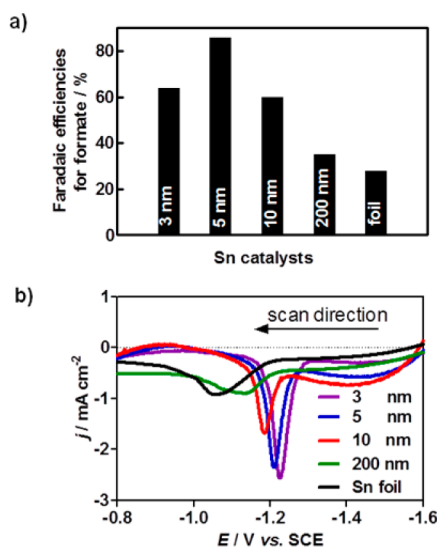 a)
Faradaic efficiencies
for formate / %
80
60
40
20
0
3 nm
5 nm
10 nm
200 nm
foil
Sn catalysts
b)
1
0
-1
-2
-3
j / mA cm-2
scan direction
3 nm
5 nm
10 nm
200 nm
Sn foil
-0.8 -1.0 -1.2 -1.4 -1.6
E / V vs. SCE